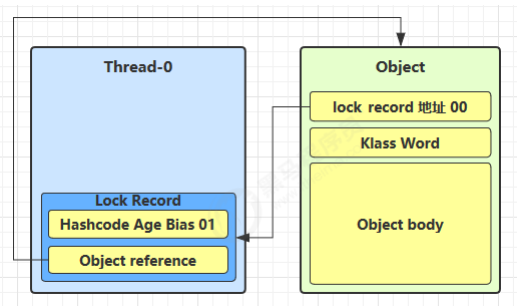 Thread-0
Object
lock record 地址 00
Klass Word
Lock Record
Hashcode Age Bias 01
Object body
Object reference